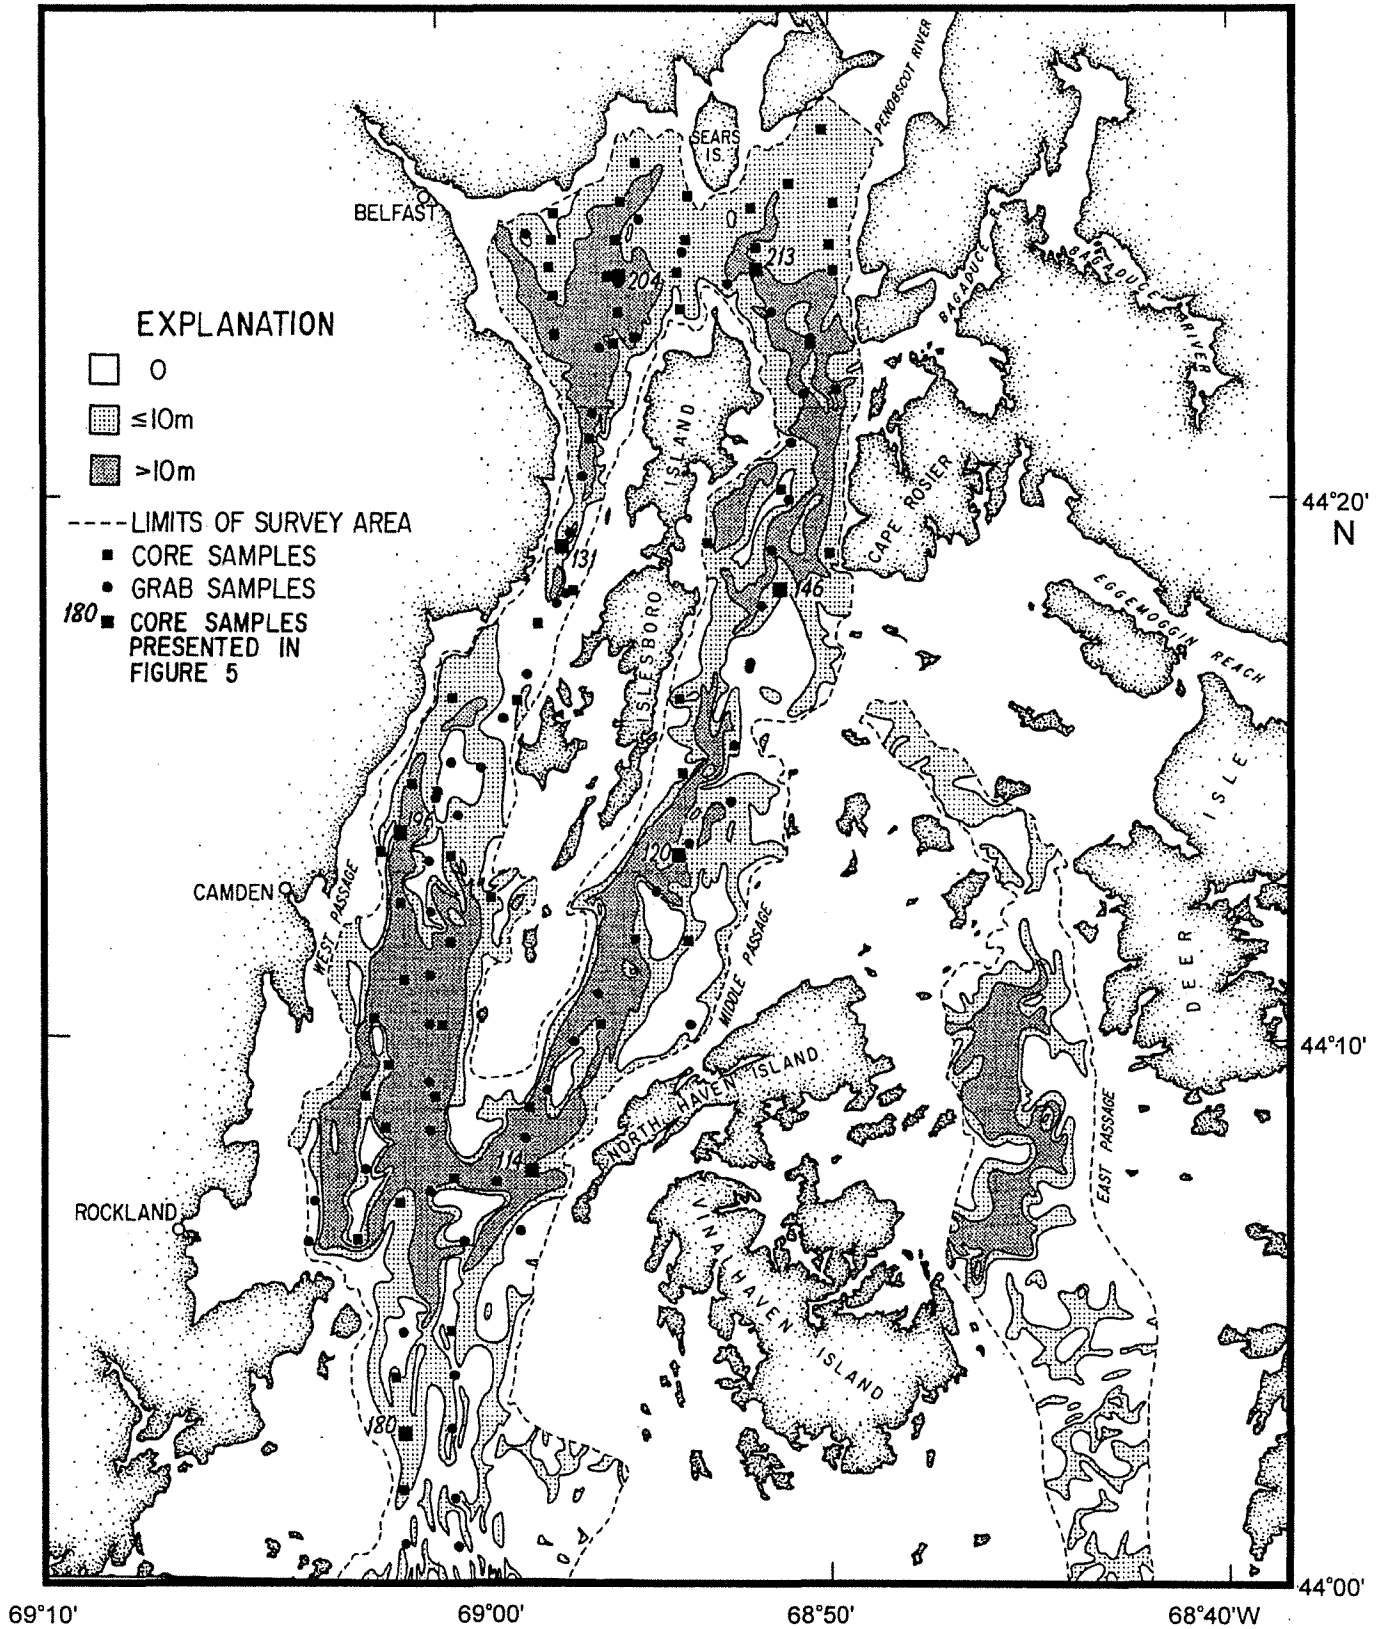 PENOBSCOT RIVER
SEARS
IS.
BELFAST
BAGADUCE
BAGADUCE
RIVER
213
204
EXPLANATION
0
≤10m
>10m
LIMITS OF SURVEY AREA
CORE SAMPLES
GRAB SAMPLES
180 CORE SAMPLES
PRESENTED IN
FIGURE 5
ISLAND
ISLESBORO
CAPE ROSIER
44°20'
N
131
146
EGGEMOGGIN REACH
DEER ISLE
196
120
CAMDEN
WEST PASSAGE
MIDDLE PASSAGE
44°10'
NORTH HAVEN ISLAND
EAST PASSAGE
114
ROCKLAND
VINALHAVEN
ISLAND
180
44°00'
69°10'
69°00'
68°50'
68°40'W